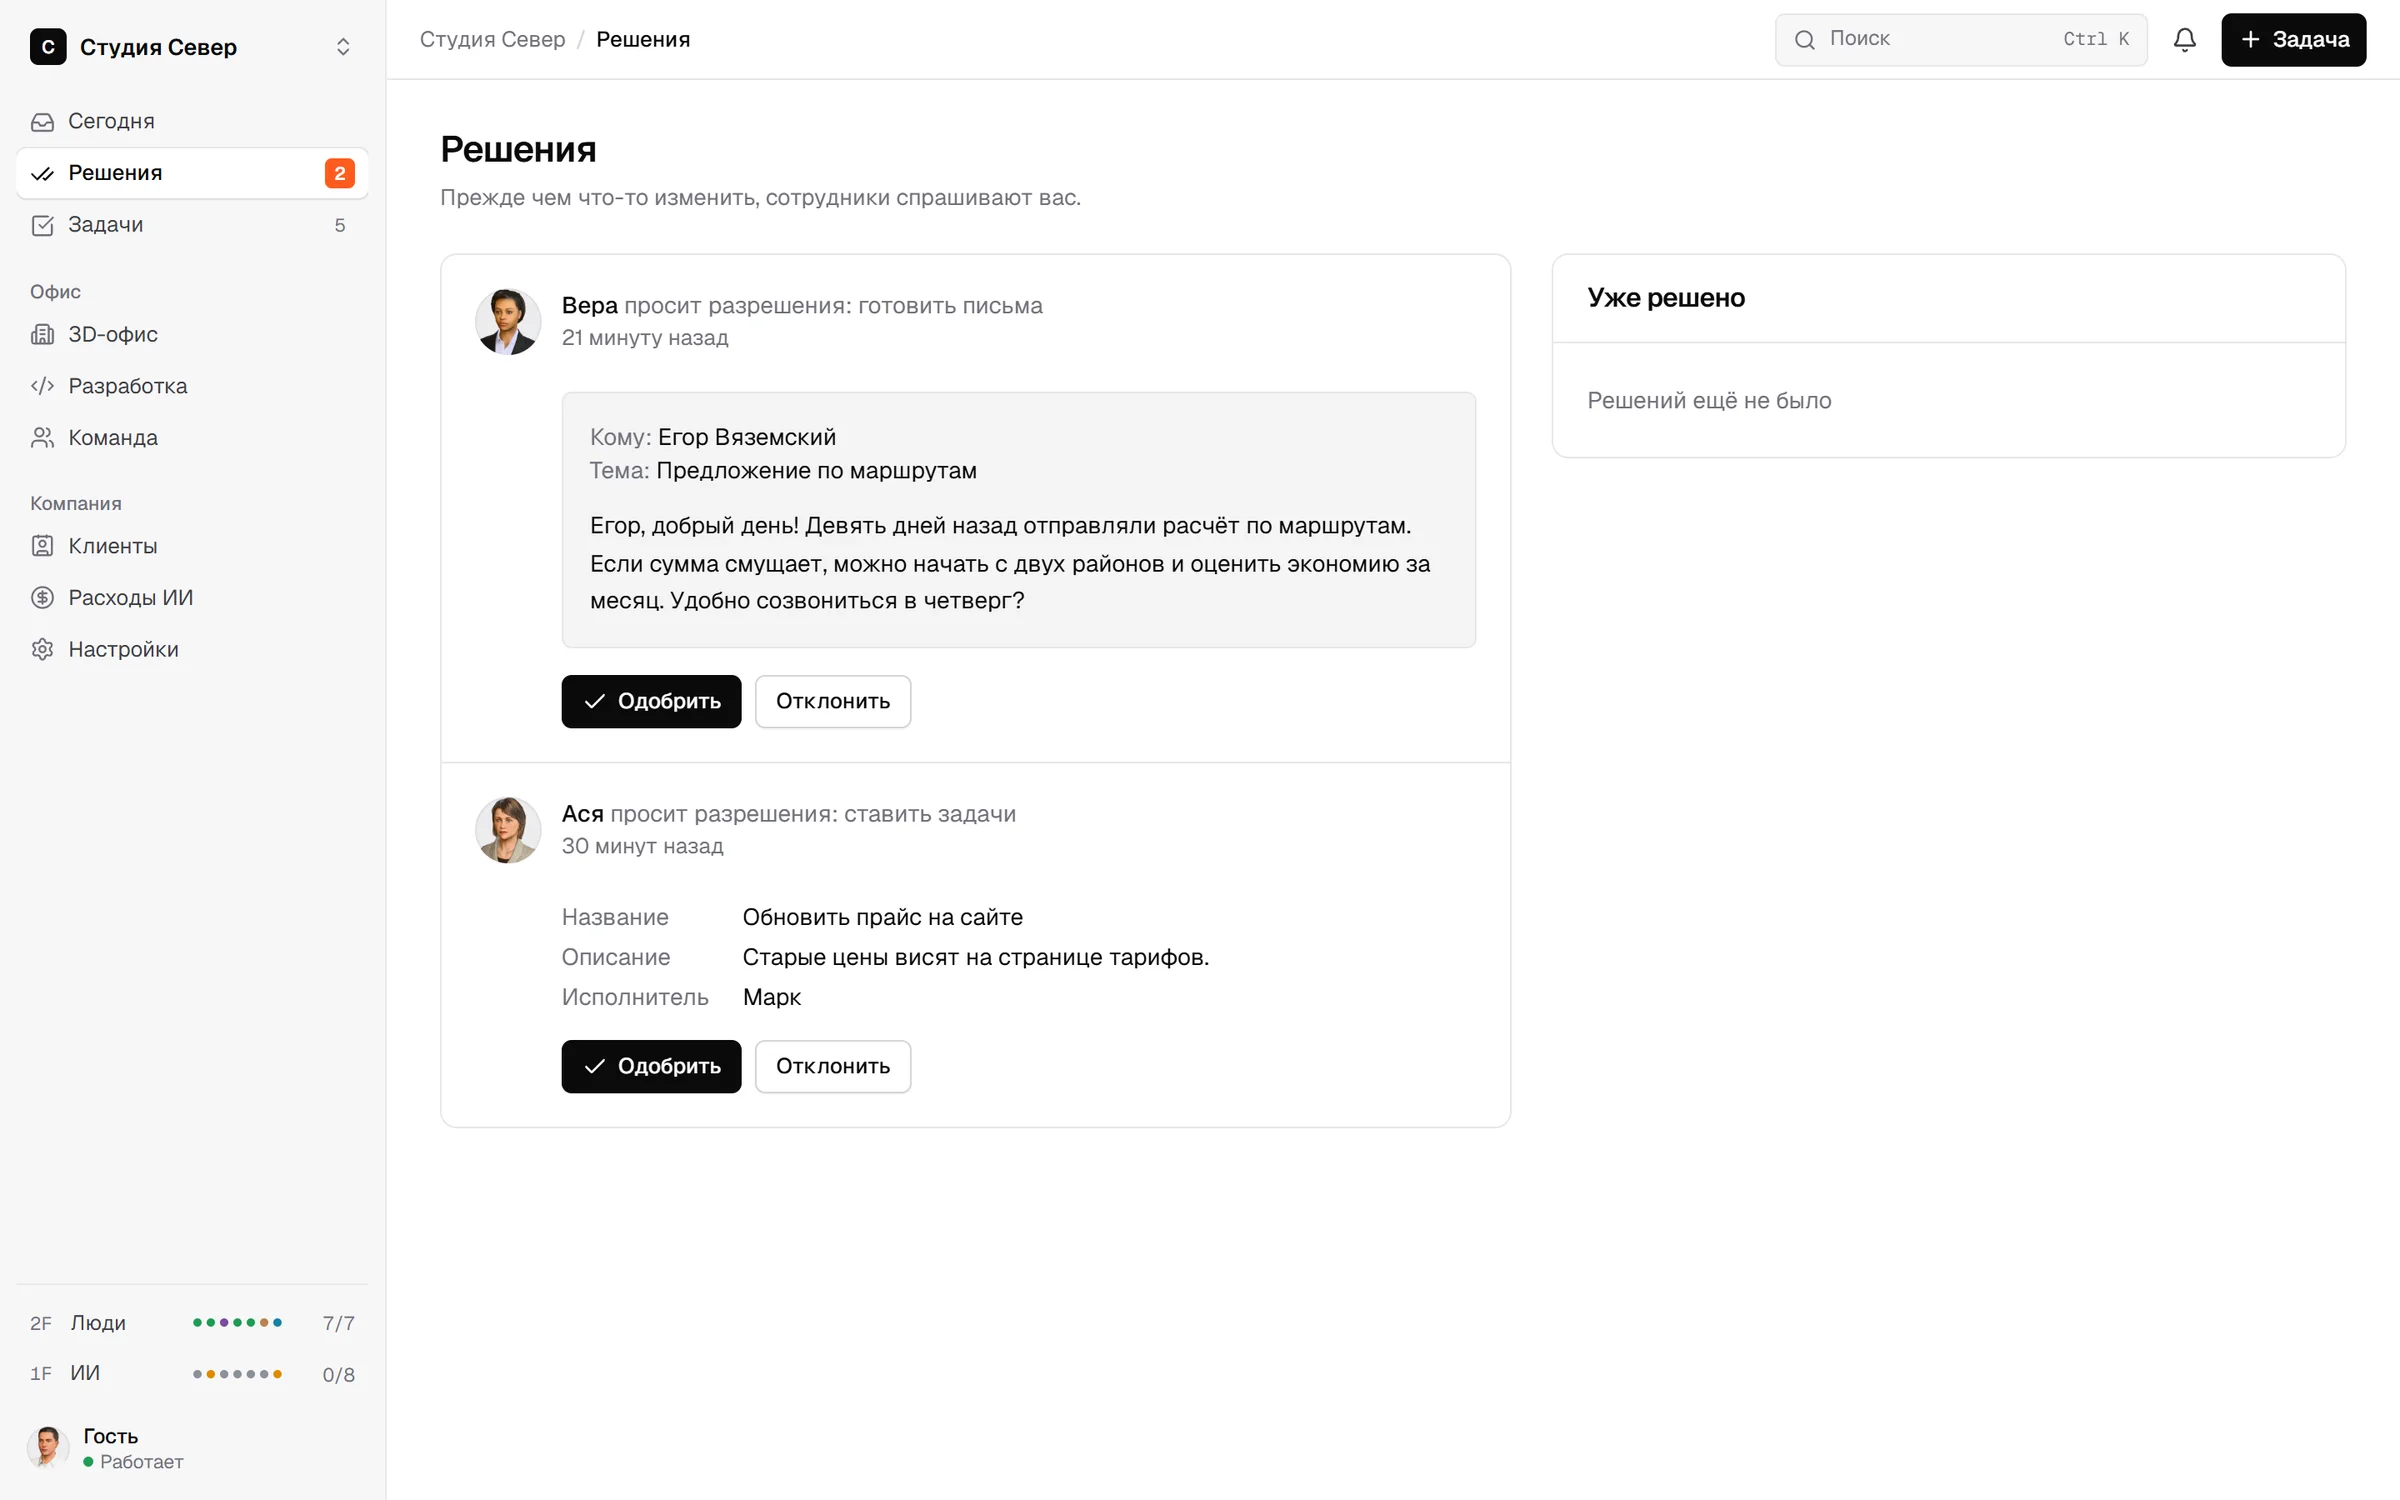 С Студия Север
Сегодня
Решения 2
Задачи 5
Офис
3D-офис
Разработка
Команда
Компания
Клиенты
Расходы ИИ
Настройки
2F Люди 7/7
1F ИИ 0/8
Гость
Работает
Студия Север / Решения
Поиск Ctrl K
+ Задача
Решения
Прежде чем что-то изменить, сотрудники спрашивают вас.
Вера просит разрешения: готовить письма
21 минуту назад
Кому: Егор Вяземский
Тема: Предложение по маршрутам
Егор, добрый день! Девять дней назад отправляли расчёт по маршрутам.
Если сумма смущает, можно начать с двух районов и оценить экономию за
месяц. Удобно созвониться в четверг?
Одобрить Отклонить
Ася просит разрешения: ставить задачи
30 минут назад
Название Обновить прайс на сайте
Описание Старые цены висят на странице тарифов.
Исполнитель Марк
Одобрить Отклонить
Уже решено
Решений ещё не было